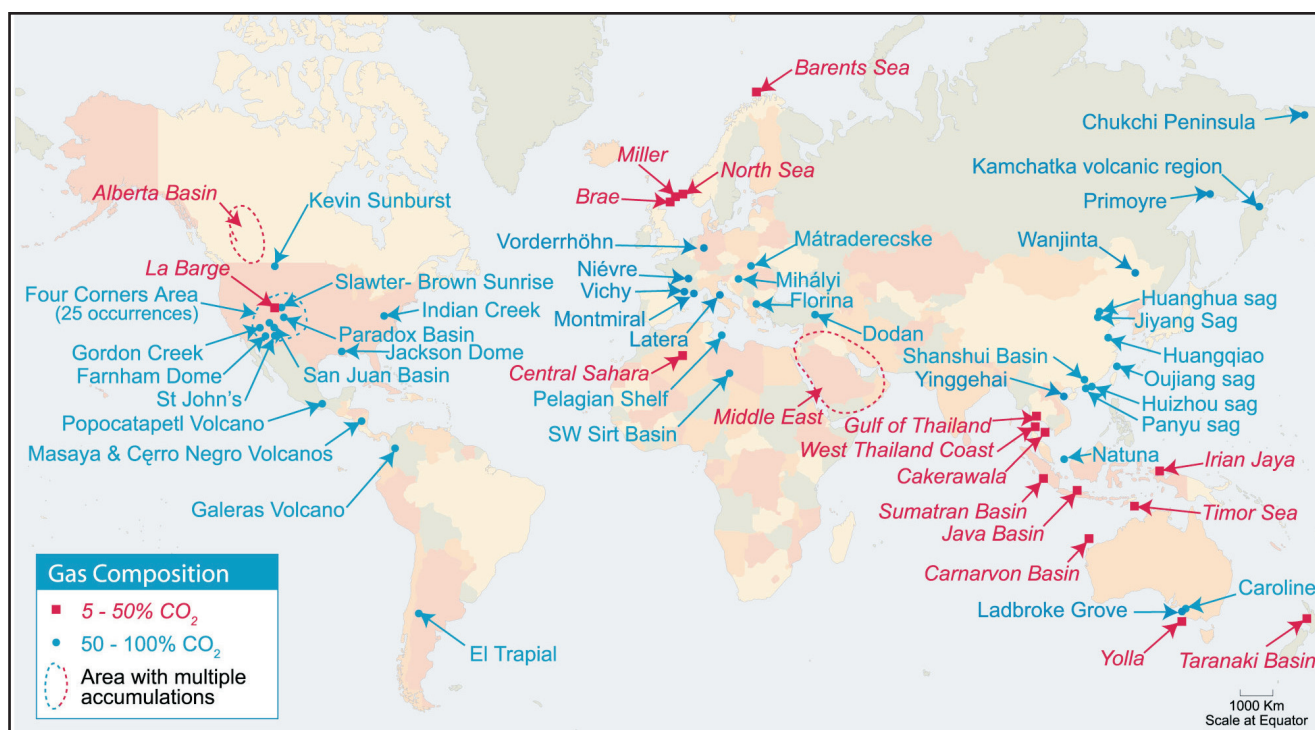 Barents Sea
Chukchi Peninsula
Miller
North Sea
Kamchatka volcanic region
Alberta Basin
Brae
Primoyre
Kevin Sunburst
Vorderrhöhn
Mátraderecske
Wanjinta
La Barge
Niévre
Mihályi
Slawter- Brown Sunrise
Four Corners Area
(25 occurrences)
Vichy
Florina
Huanghua sag
Indian Creek
Montmiral
Jiyang Sag
Paradox Basin
Latera
Dodan
Gordon Creek
Jackson Dome
Shanshui Basin
Huangqiao
Farnham Dome
San Juan Basin
Central Sahara
Yinggehai
Oujiang sag
St John's
Pelagian Shelf
Middle East
Huizhou sag
Popocatapetl Volcano
Gulf of Thailand
Panyu sag
SW Sirt Basin
West Thailand Coast
Masaya & Cęrro Negro Volcanos
Cakerawala
Natuna
Irian Jaya
Galeras Volcano
Sumatran Basin
Timor Sea
Java Basin
Carnarvon Basin
Gas Composition
Caroline
5 - 50% CO₂
Ladbroke Grove
50 - 100% CO₂
El Trapial
Yolla
Taranaki Basin
Area with multiple
accumulations
1000 Km
Scale at Equator